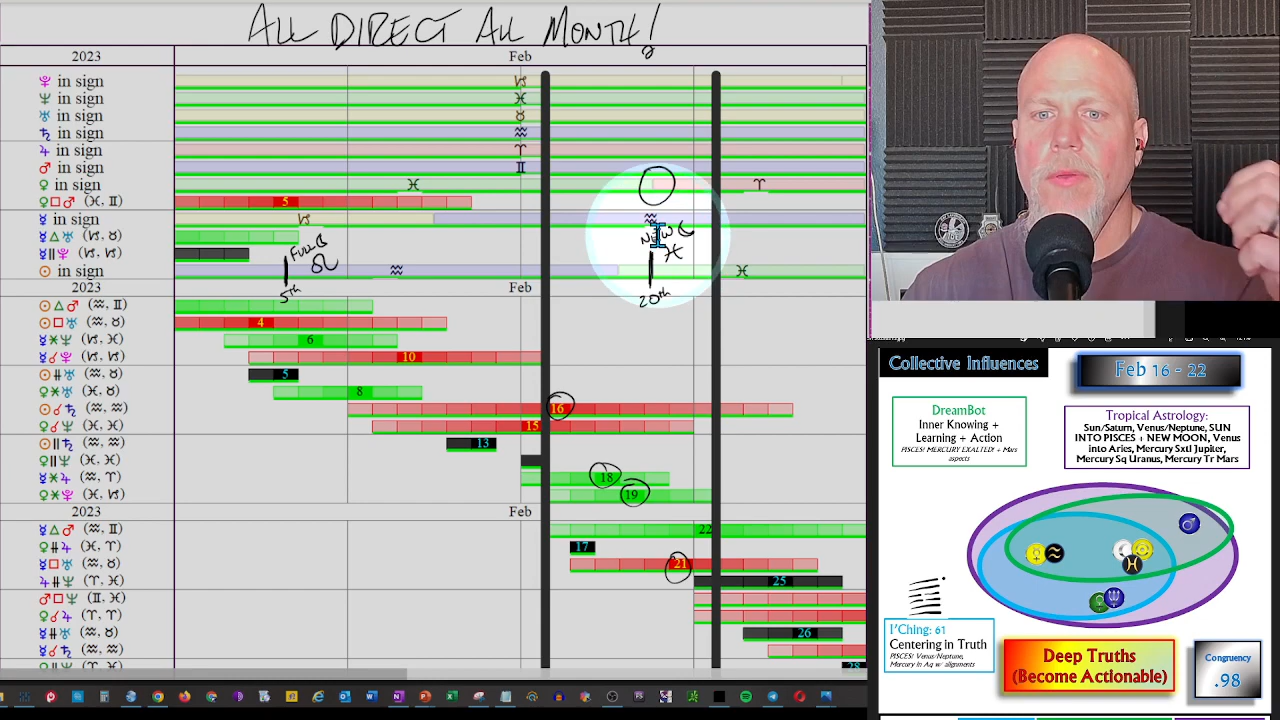 ALL DIRECT ALL MONTH!
2023 Feb
♇ in sign ♑
♆ in sign ♓
♅ in sign ♉
♄ in sign ♒
♃ in sign ♈
♂ in sign ♊
♀ in sign ♓ ♈
♀□♂ (♓, ♊) 5
☿ in sign ♑ ♒
☿△♅ (♑, ♉)
☿∥♇ (♑, ♑)
☉ in sign ♒ ♓
FULL☾
♌
5th
NEW☾
♓
20th
2023 Feb
☉△♂ (♒, ♊)
☉□♅ (♒, ♉) 4
☿⚹♆ (♑, ♓) 6
☿☌♇ (♑, ♑) 10
5
♀⚹♅ (♓, ♉) 8
☉☌♄ (♒, ♒) 16
♀☌♆ (♓, ♓) 15
☉∥♄ (♒, ♒) 13
♀∥♆ (♓, ♓)
☿⚹♃ (♒, ♈) 18
♀⚹♇ (♓, ♑) 19
2023 Feb
☿△♂ (♒, ♊) 22
17
☿□♅ (♒, ♉) 21
25
♂□♆ (♊, ♓)
♀☌♃ (♈, ♈)
26
☿☌♄ (♒, ♒)
28
Collective Influences
Feb 16 - 22
DreamBot
Inner Knowing +
Learning + Action
PISCES! MERCURY EXALTED! + Mars
aspects
Tropical Astrology:
Sun/Saturn, Venus/Neptune, SUN
INTO PISCES + NEW MOON, Venus
into Aries, Mercury Sxtl Jupiter,
Mercury Sq Uranus, Mercury Tr Mars
I'Ching: 61
Centering in Truth
PISCES! Venus/Neptune,
Mercury in Aq w/ alignments
Deep Truths
(Become Actionable)
Congruency
.98